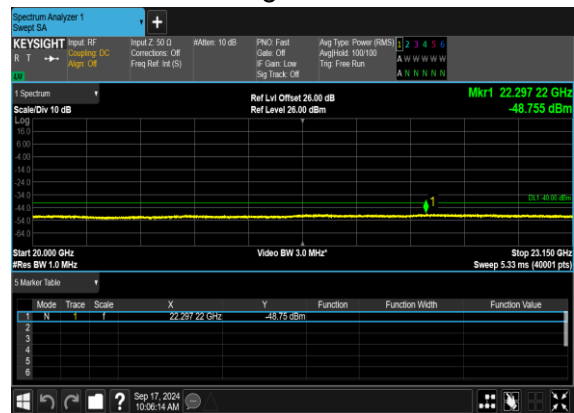 Spectrum Analyzer 1
Swept SA
+
KEYSIGHT Input: RF Input Z: 50 Ω #Atten: 10 dB PNO: Fast Avg Type: Power (RMS) 1 2 3 4 5 6
R T Coupling: DC Corrections: Off Gate: Off Avg|Hold: 100/100 A W W W W W
Align: Off Freq Ref: Int (S) IF Gain: Low Trig: Free Run
Sig Track: Off A N N N N N
LW
1 Spectrum Ref Lvl Offset 26.00 dB Mkr1 22.297 22 GHz
Scale/Div 10 dB Ref Level 26.00 dBm -48.755 dBm
Log
16.0
6.00
-4.00
-14.0
-24.0
-34.0 1 DL1 -40.00 dBm
-44.0
-54.0
-64.0
Start 20.000 GHz Video BW 3.0 MHz* Stop 23.150 GHz
#Res BW 1.0 MHz Sweep 5.33 ms (40001 pts)
5 Marker Table
Mode Trace Scale X Y Function Function Width Function Value
1 N 1 f 22.297 22 GHz -48.75 dBm
2
3
4
5
6
? Sep 17, 2024
10:06:14 AM